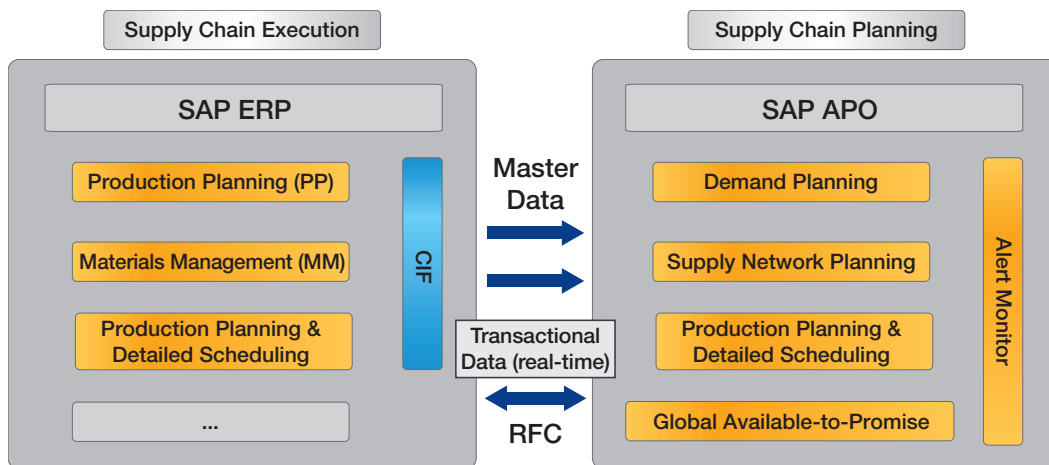 Supply Chain Execution
Supply Chain Planning
SAP ERP
SAP APO
Production Planning (PP)
Materials Management (MM)
Production Planning &
Detailed Scheduling
...
CIF
Master
Data
Transactional
Data (real-time)
RFC
Demand Planning
Supply Network Planning
Production Planning &
Detailed Scheduling
Global Available-to-Promise
Alert Monitor